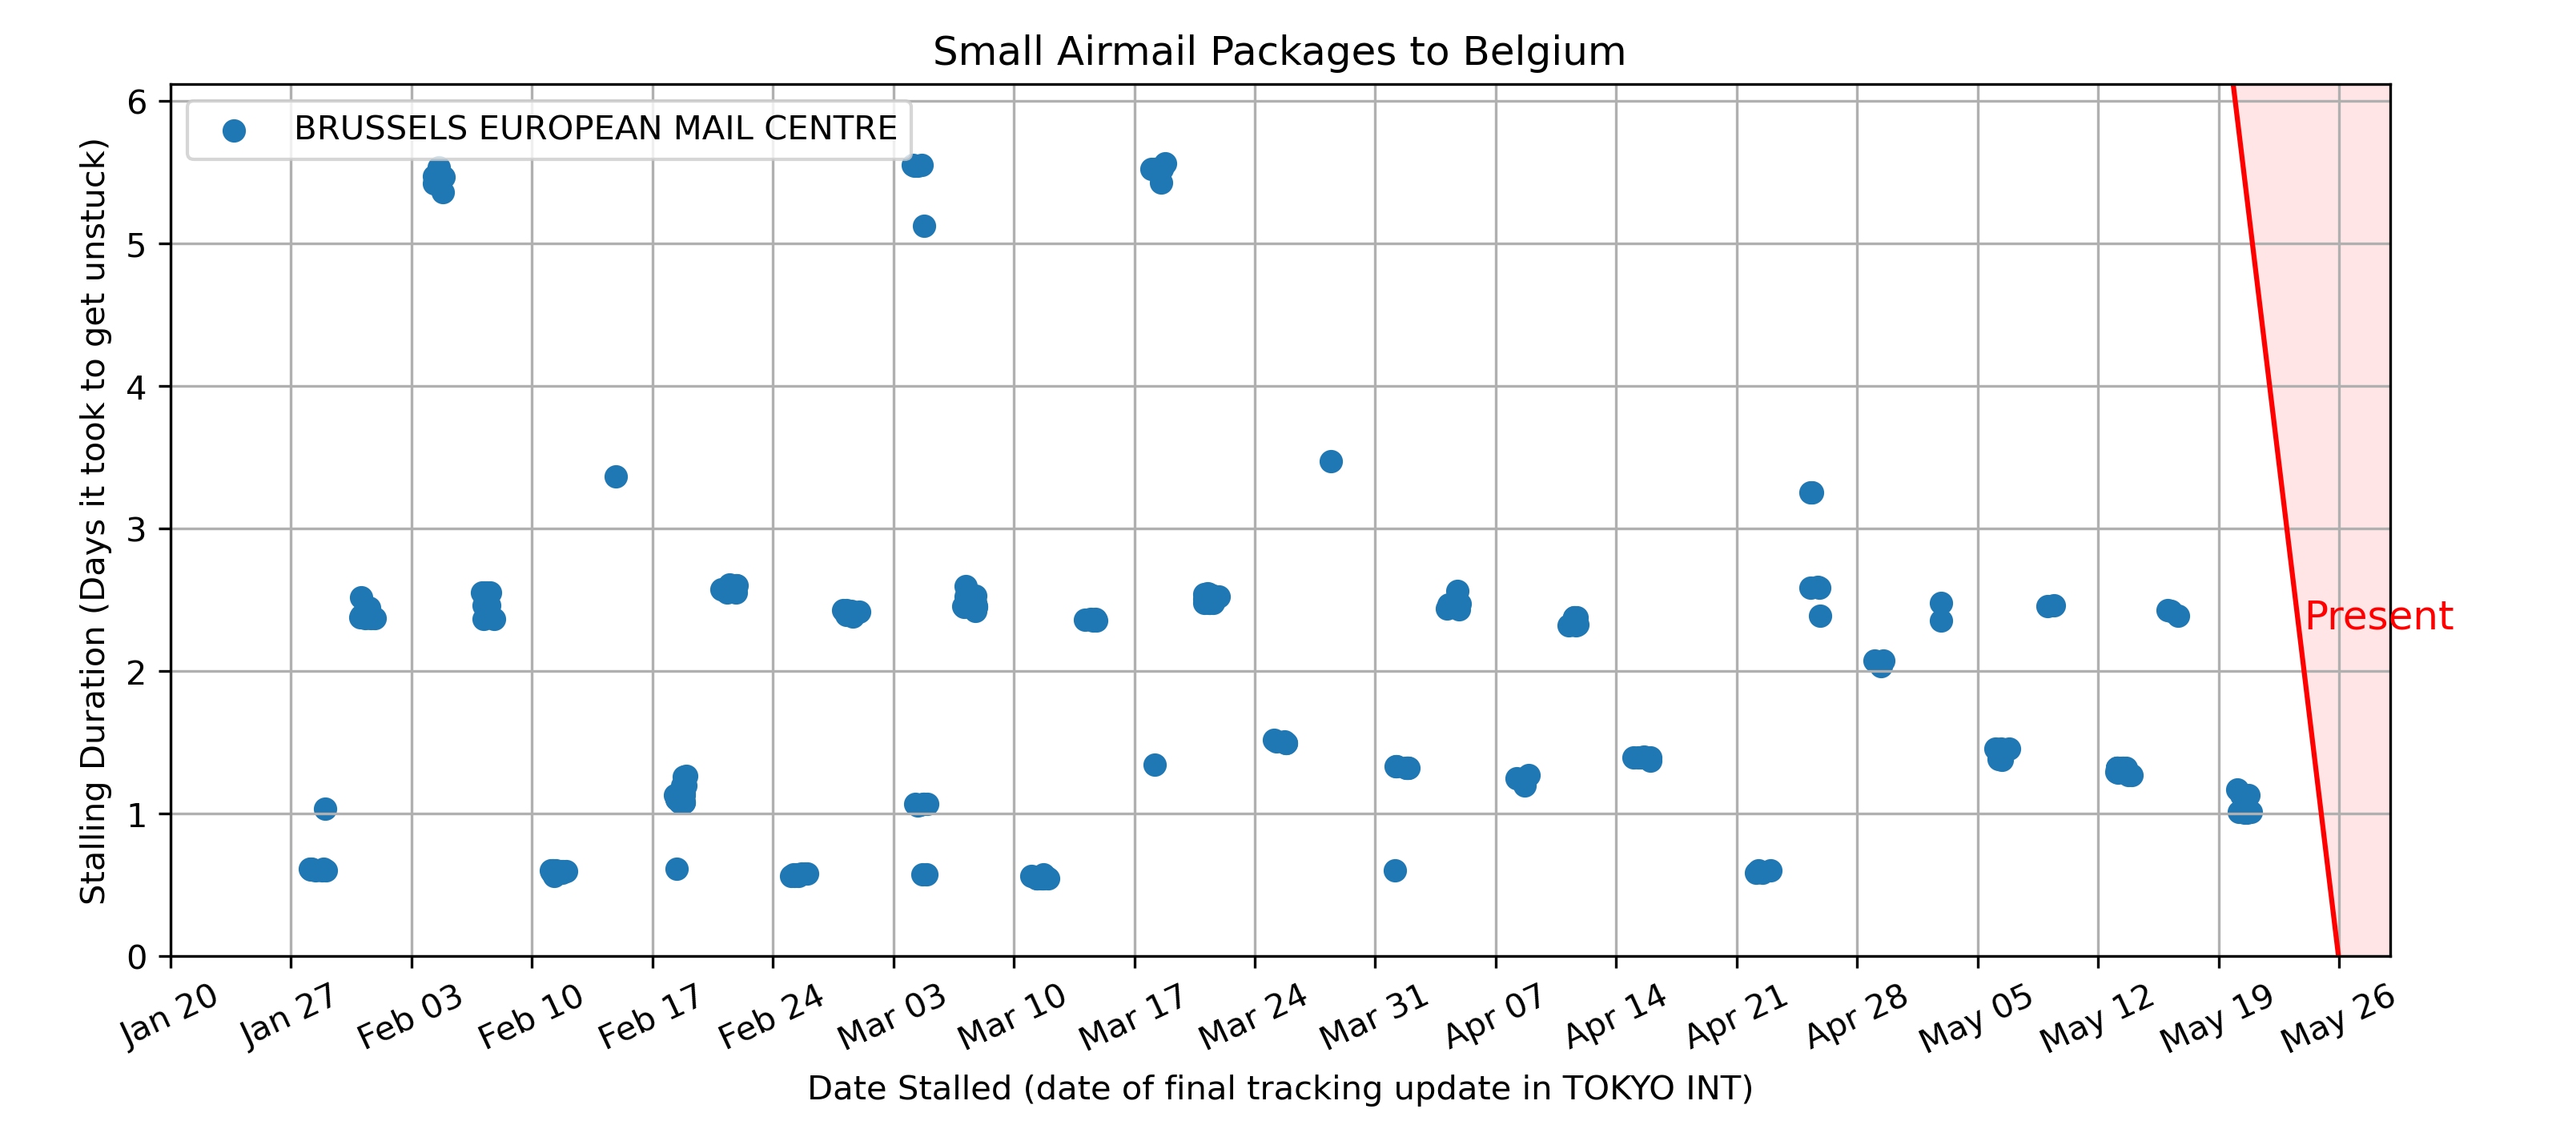 Small Airmail Packages to Belgium
BRUSSELS EUROPEAN MAIL CENTRE
Stalling Duration (Days it took to get unstuck)
6
5
4
3
2
1
0
Present
Jan 20
Jan 27
Feb 03
Feb 10
Feb 17
Feb 24
Mar 03
Mar 10
Mar 17
Mar 24
Mar 31
Apr 07
Apr 14
Apr 21
Apr 28
May 05
May 12
May 19
May 26
Date Stalled (date of final tracking update in TOKYO INT)